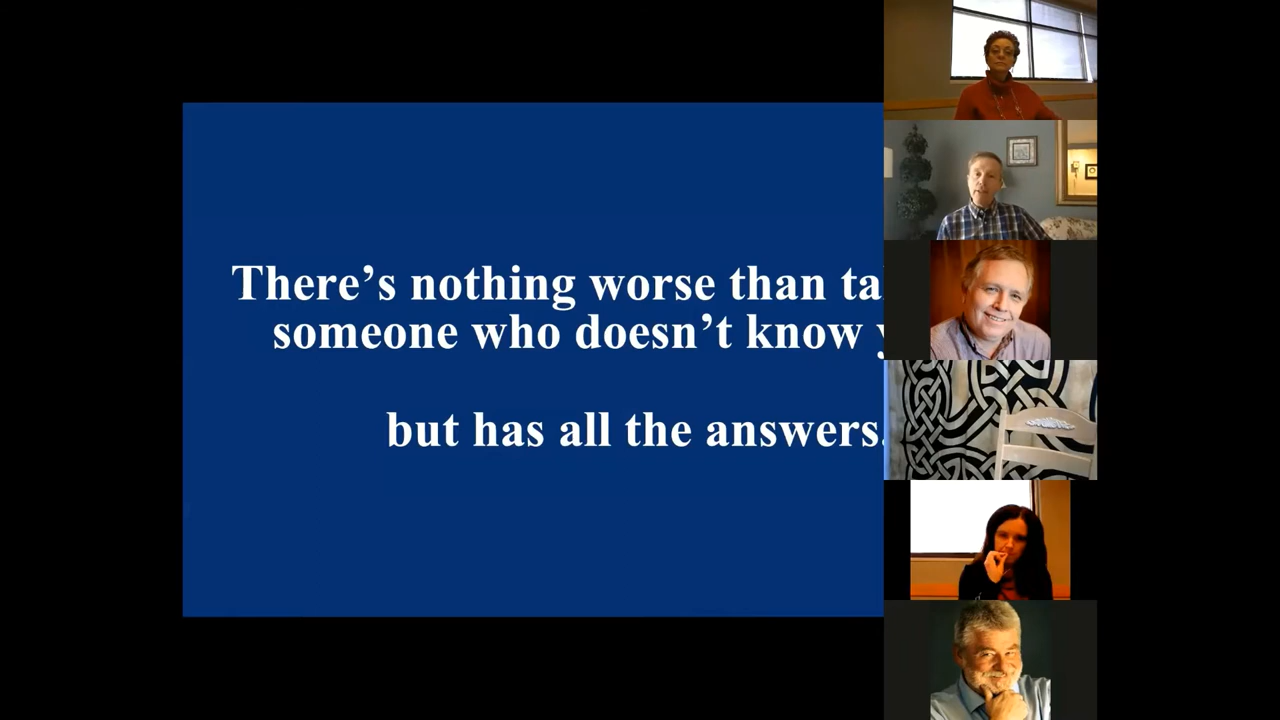 There’s nothing worse than
someone who doesn’t know
but has all the answers.